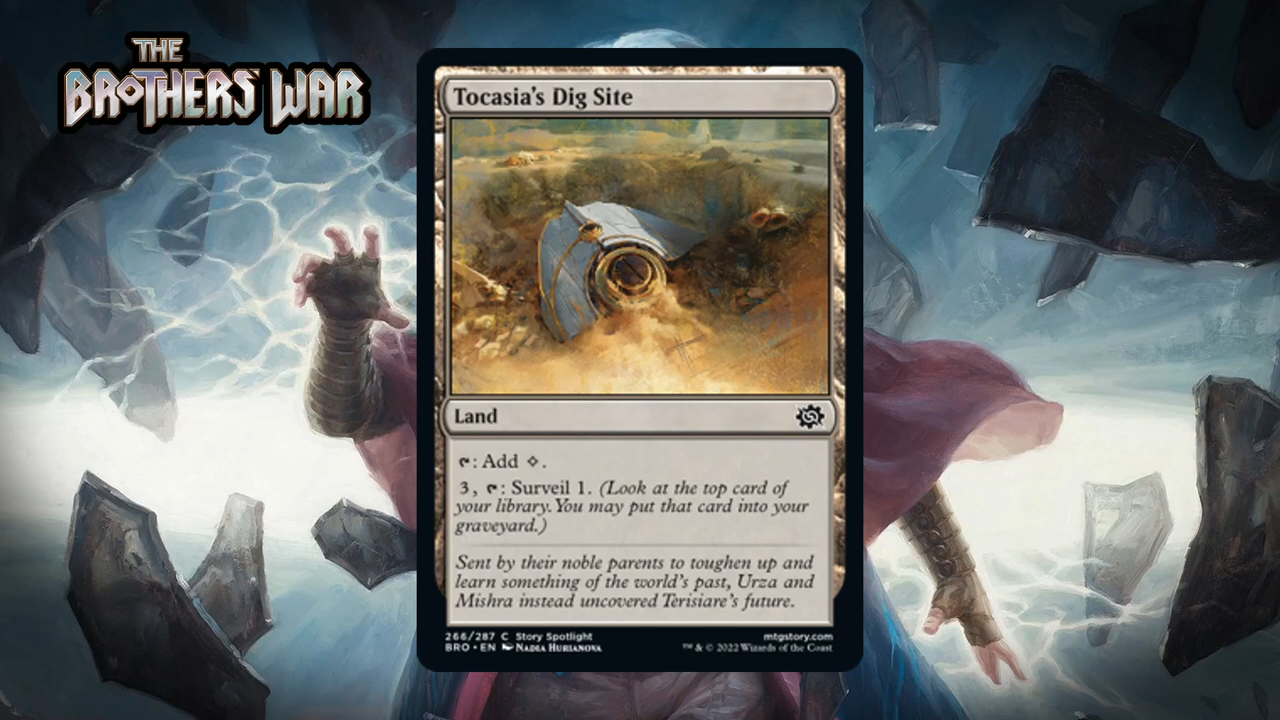 THE
BROTHERS' WAR
Tocasia's Dig Site
Land
: Add .
3, : Surveil 1. (Look at the top card of
your library. You may put that card into your
graveyard.)
Sent by their noble parents to toughen up and
learn something of the world's past, Urza and
Mishra instead uncovered Terisiare's future.
266/287 C Story Spotlight
mtgstory.com
BRO • EN NADIA HURIANOVA
™ & © 2022 Wizards of the Coast